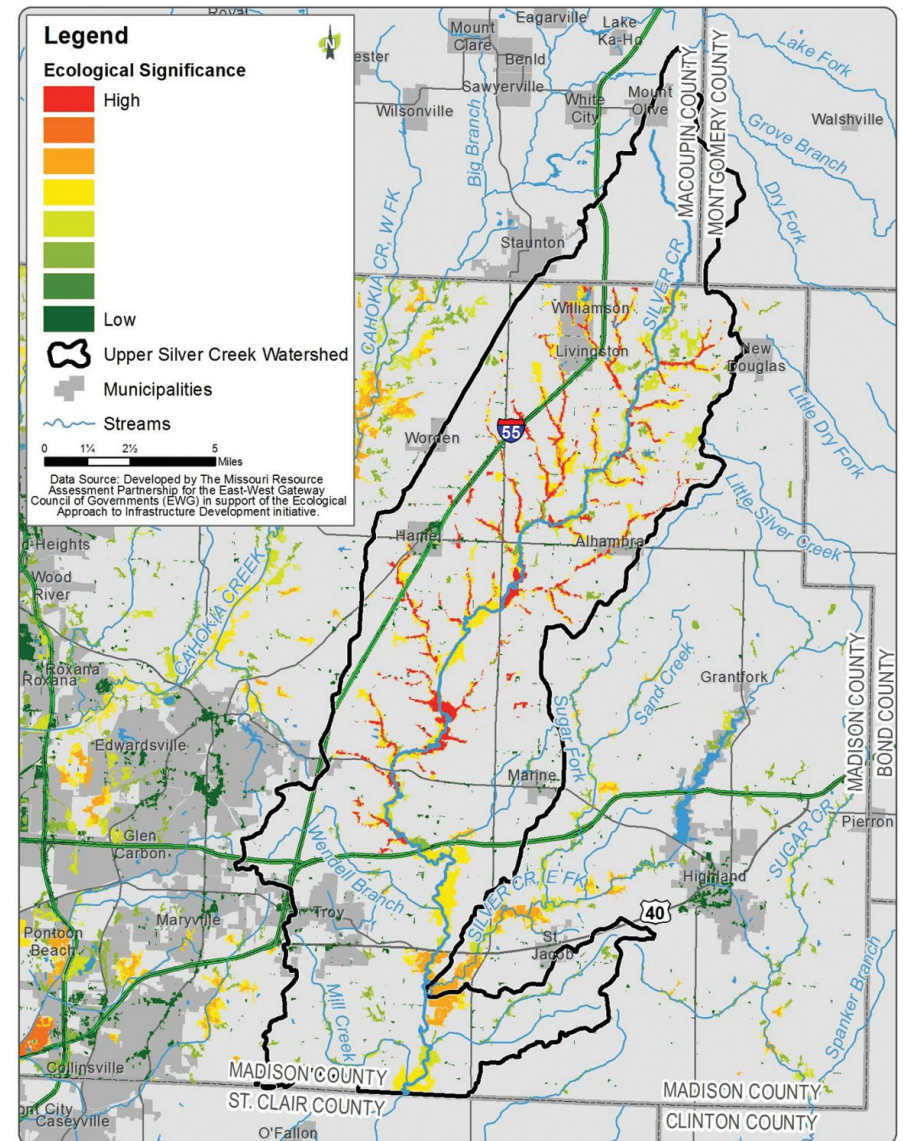 Legend
Ecological Significance
High
Low
Upper Silver Creek Watershed
Municipalities
Streams
0 1¼ 2½ 5
Miles
Data Source: Developed by The Missouri Resource
Assessment Partnership for the East-West Gateway
Council of Governments (EWG) in support of the Ecological
Approach to Infrastructure Development initiative.
Royal
Eagarville
Lake
Ka-Ho
Mount
Clare
Benld
ester
Sawyerville
Wilsonville
White
City
Mount
Olive
Big Branch
MACOUPIN COUNTY
MONTGOMERY COUNTY
Lake Fork
Walshville
Grove Branch
Dry Fork
CAHOKIA CR, W FK
Staunton
SILVER CR
Williamson
Livingston
New
Douglas
Little Dry Fork
55
Worden
Little Silver Creek
Hamel
Alhambra
d Heights
Wood
River
CAHOKIA CREEK
Roxana
Roxana
Sand Creek
Grantfork
MADISON COUNTY
BOND COUNTY
Sugar Fork
Edwardsville
Marine
Pierron
SUGAR CR
Glen
Carbon
Wendell Branch
Highland
SILVER CR, E FK
40
Maryville
Troy
St.
Jacob
Pontoon
Beach
Spanker Branch
Mill Creek
Collinsville
MADISON COUNTY
ST. CLAIR COUNTY
MADISON COUNTY
CLINTON COUNTY
nt City
Caseyville
O'Fallon